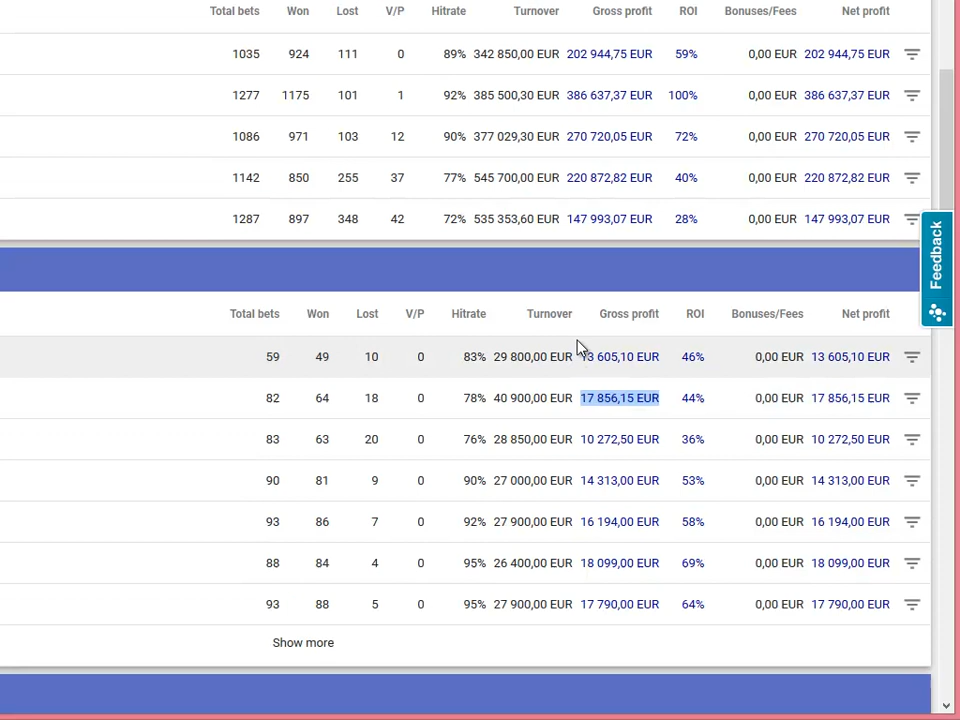 Total bets Won Lost V/P Hitrate Turnover Gross profit ROI Bonuses/Fees Net profit
1035 924 111 0 89% 342 850,00 EUR 202 944,75 EUR 59% 0,00 EUR 202 944,75 EUR
1277 1175 101 1 92% 385 500,30 EUR 386 637,37 EUR 100% 0,00 EUR 386 637,37 EUR
1086 971 103 12 90% 377 029,30 EUR 270 720,05 EUR 72% 0,00 EUR 270 720,05 EUR
1142 850 255 37 77% 545 700,00 EUR 220 872,82 EUR 40% 0,00 EUR 220 872,82 EUR
1287 897 348 42 72% 535 353,60 EUR 147 993,07 EUR 28% 0,00 EUR 147 993,07 EUR
Feedback
Total bets Won Lost V/P Hitrate Turnover Gross profit ROI Bonuses/Fees Net profit
59 49 10 0 83% 29 800,00 EUR 13 605,10 EUR 46% 0,00 EUR 13 605,10 EUR
82 64 18 0 78% 40 900,00 EUR 17 856,15 EUR 44% 0,00 EUR 17 856,15 EUR
83 63 20 0 76% 28 850,00 EUR 10 272,50 EUR 36% 0,00 EUR 10 272,50 EUR
90 81 9 0 90% 27 000,00 EUR 14 313,00 EUR 53% 0,00 EUR 14 313,00 EUR
93 86 7 0 92% 27 900,00 EUR 16 194,00 EUR 58% 0,00 EUR 16 194,00 EUR
88 84 4 0 95% 26 400,00 EUR 18 099,00 EUR 69% 0,00 EUR 18 099,00 EUR
93 88 5 0 95% 27 900,00 EUR 17 790,00 EUR 64% 0,00 EUR 17 790,00 EUR
Show more